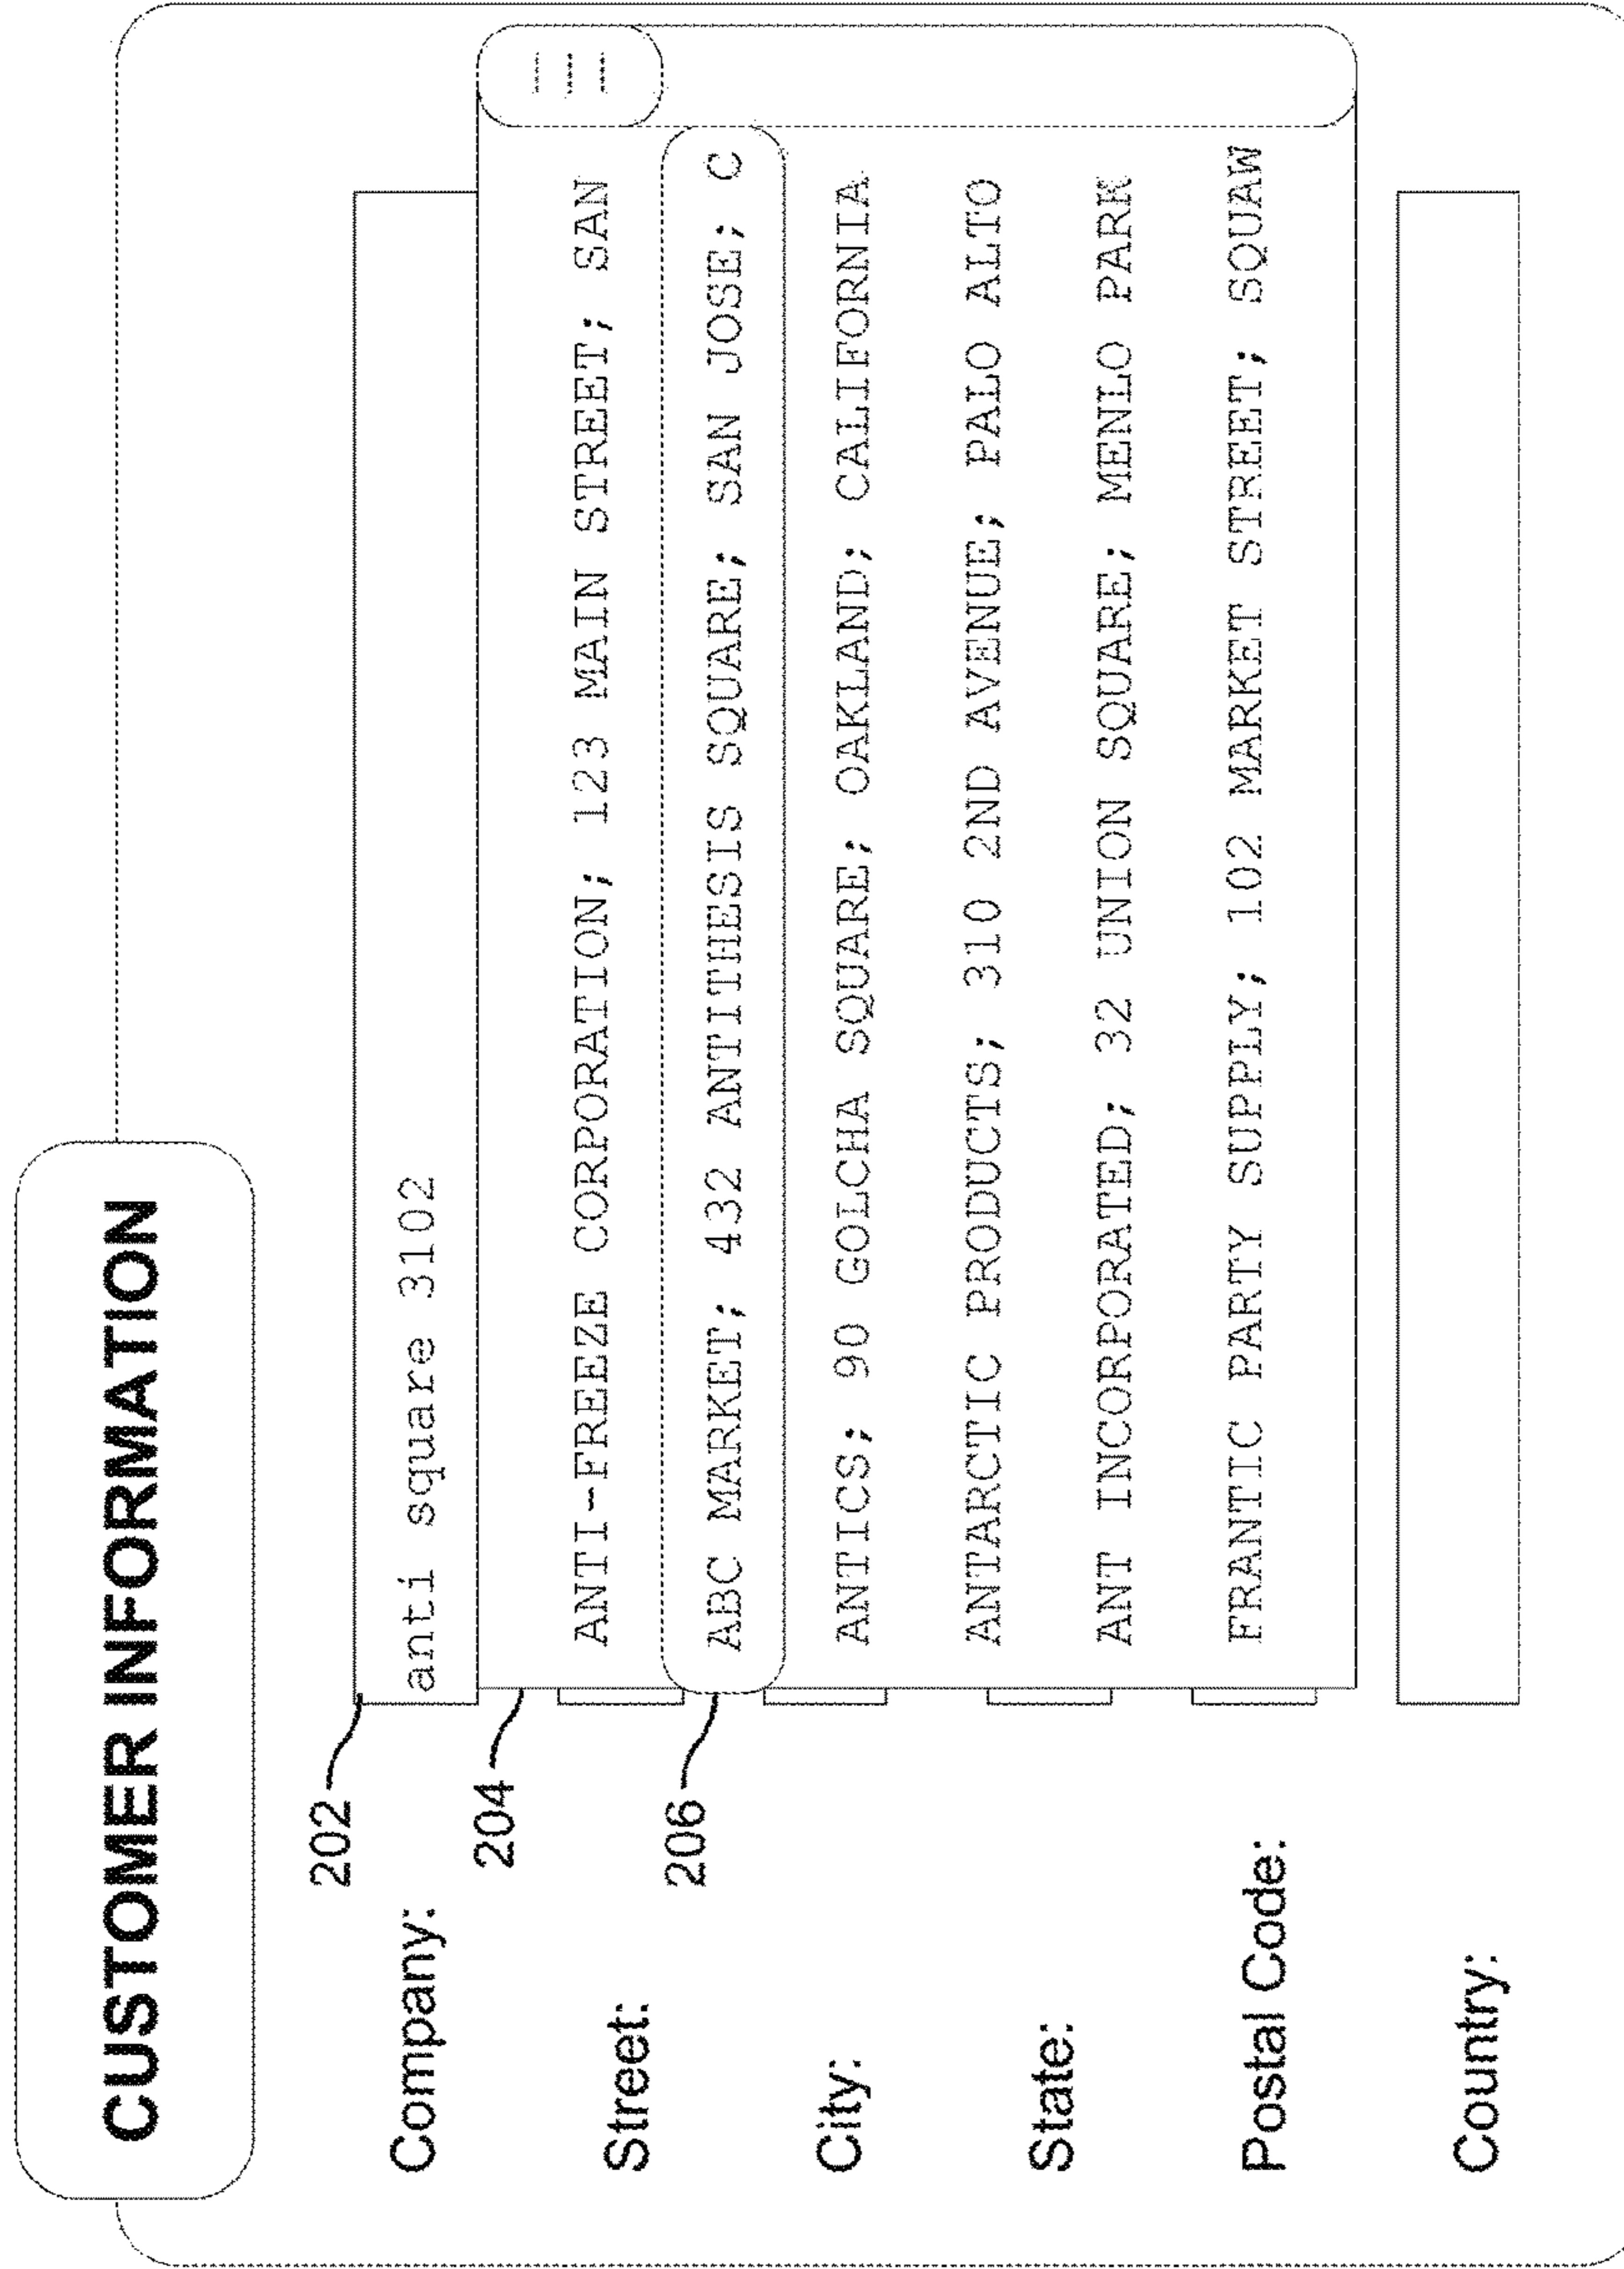 CUSTOMER INFORMATION
202
Company:
anti square 3102
204
ANTI-FREEZE CORPORATION; 123 MAIN STREET; SAN
Street:
206
ABC MARKET; 432 ANTITHESIS SQUARE; SAN JOSE; C
City:
ANTICS; 90 GOLCHA SQUARE; OAKLAND; CALIFORNIA
State:
ANTARCTIC PRODUCTS; 310 2ND AVENUE; PALO ALTO
ANT INCORPORATED; 32 UNION SQUARE; MENLO PARK
Postal Code:
FRANTIC PARTY SUPPLY; 102 MARKET STREET; SQUAW
Country: